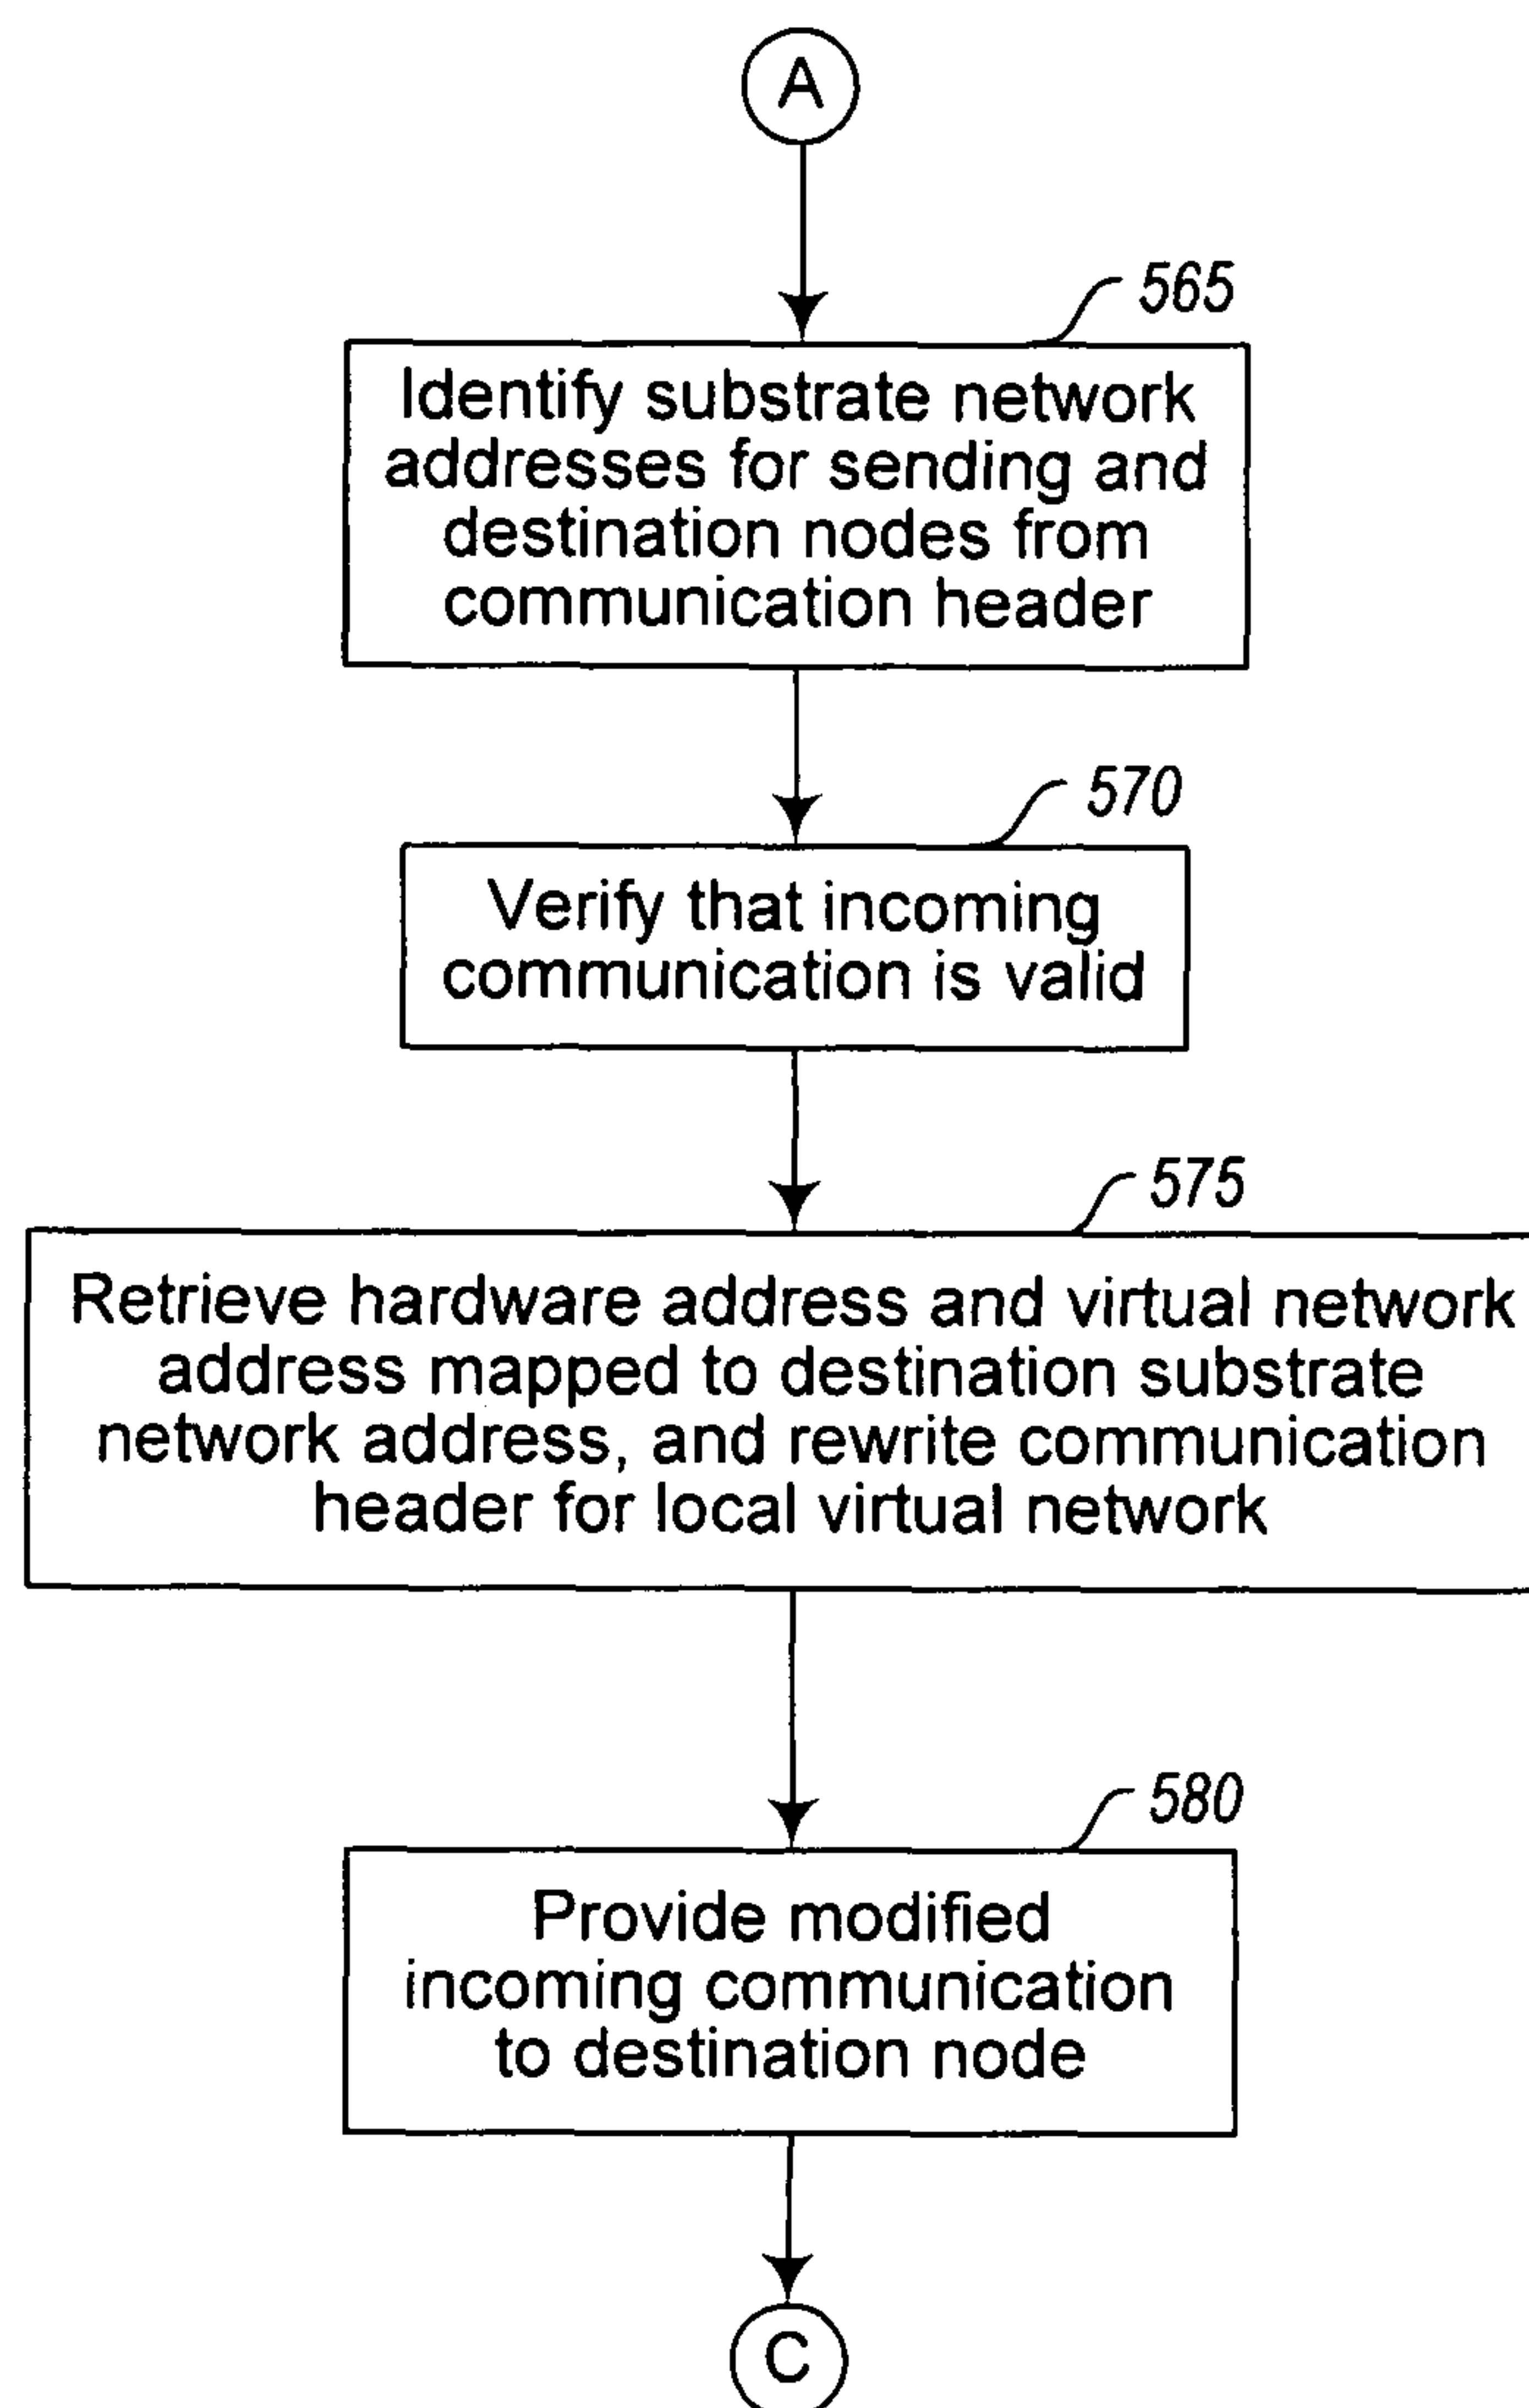 A
565
Identify substrate network
addresses for sending and
destination nodes from
communication header
570
Verify that incoming
communication is valid
575
Retrieve hardware address and virtual network
address mapped to destination substrate
network address, and rewrite communication
header for local virtual network
580
Provide modified
incoming communication
to destination node
C